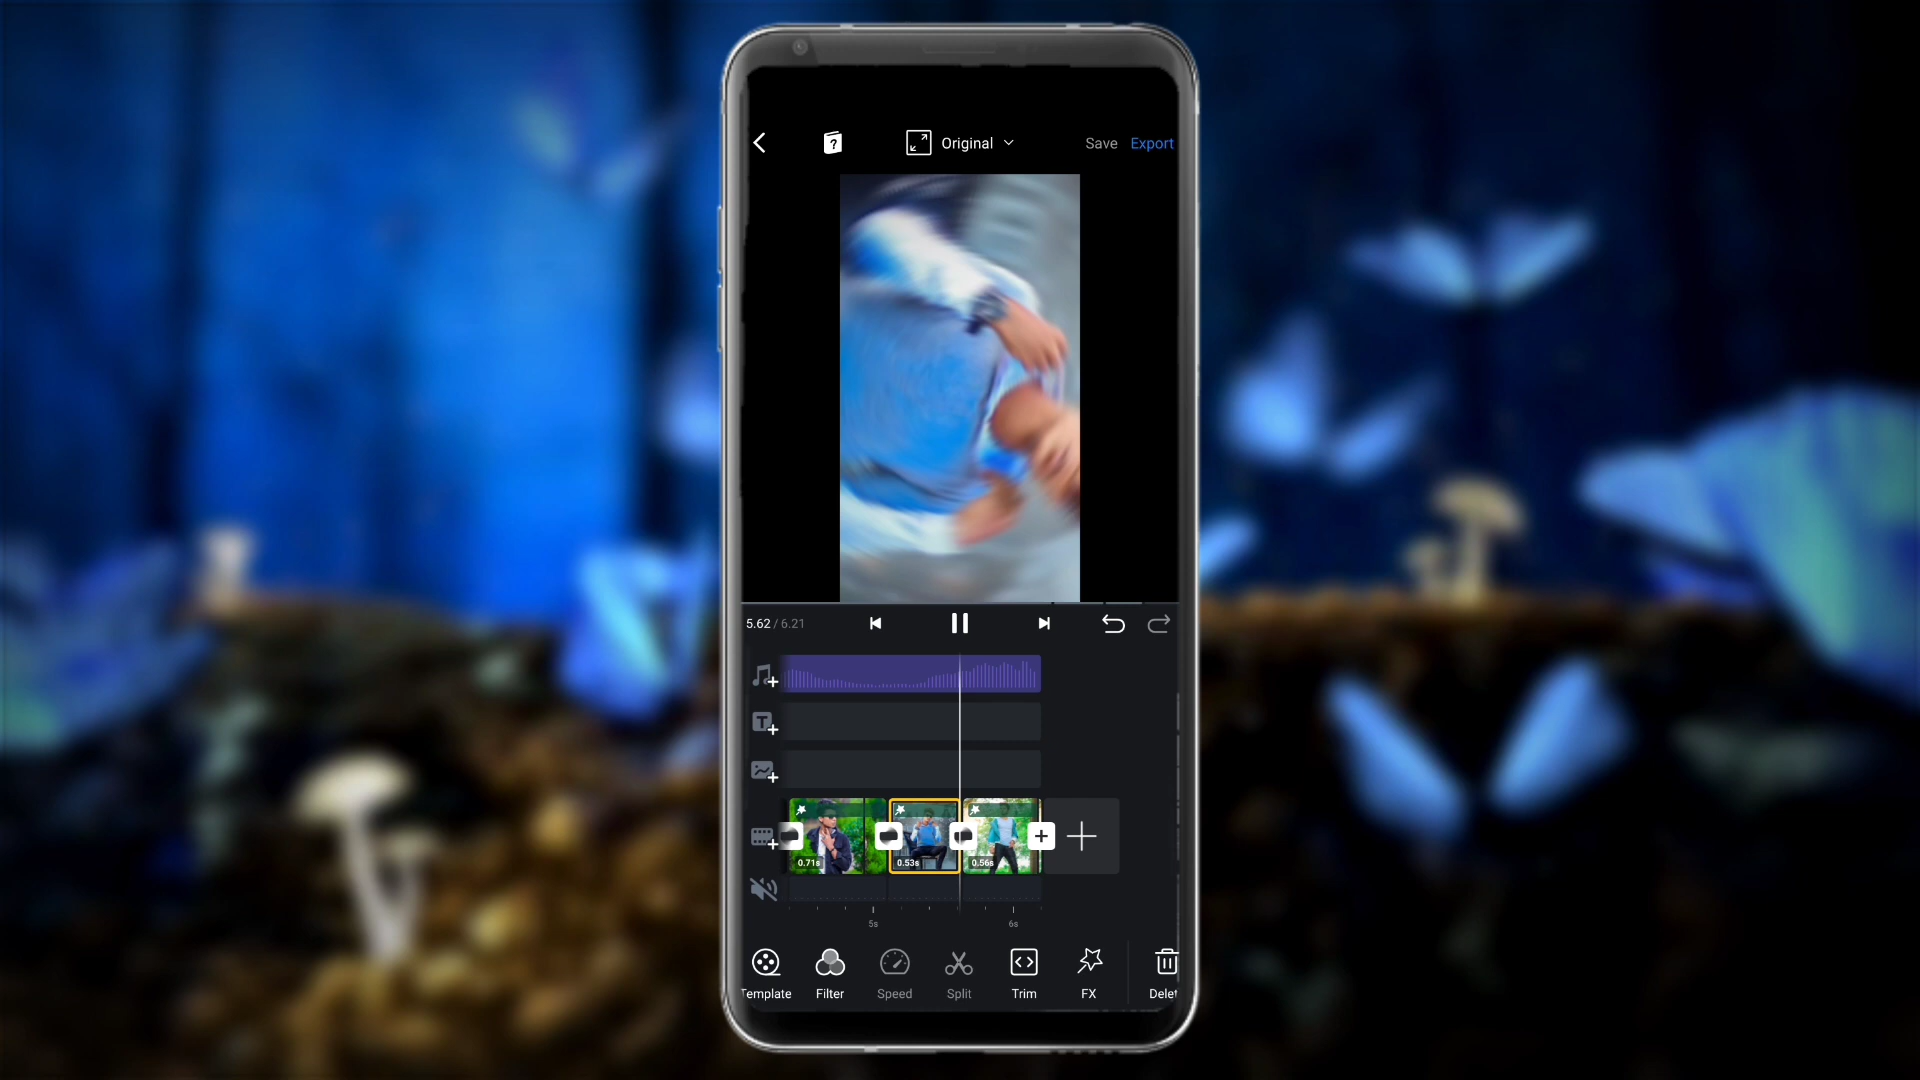 Original
Save
Export
5.62 / 6.21
T
0.71s
0.53s
0.56s
5s
6s
Template
Filter
Speed
Split
Trim
FX
Delet